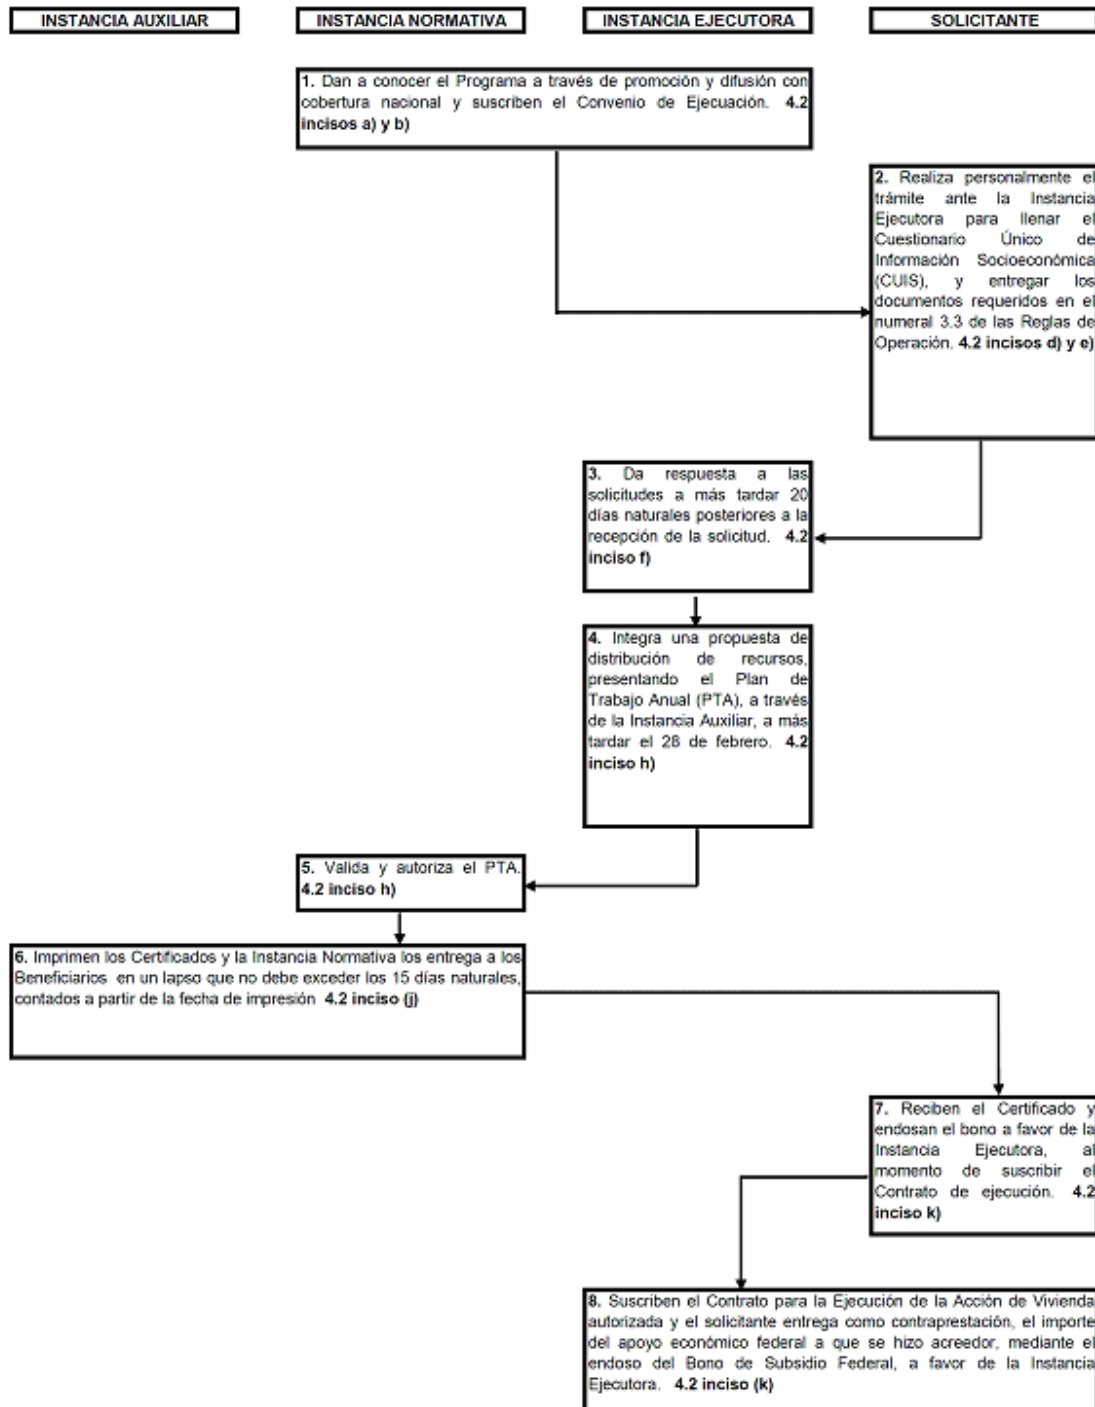 INSTANCIA AUXILIAR
INSTANCIA NORMATIVA
INSTANCIA EJECUTORA
SOLICITANTE
1. Dan a conocer el Programa a través de promoción y difusión con
cobertura nacional y suscriben el Convenio de Ejecuación. 4.2
incisos a) y b)
2. Realiza personalmente el
trámite ante la Instancia
Ejecutora para llenar el
Cuestionario Único de
Información Socioeconómica
(CUIS), y entregar los
documentos requeridos en el
numeral 3.3 de las Reglas de
Operación. 4.2 incisos d) y e)
3. Da respuesta a las
solicitudes a más tardar 20
días naturales posteriores a la
recepción de la solicitud. 4.2
inciso f)
4. Integra una propuesta de
distribución de recursos,
presentando el Plan de
Trabajo Anual (PTA), a través
de la Instancia Auxiliar, a más
tardar el 28 de febrero. 4.2
inciso h)
5. Valida y autoriza el PTA.
4.2 inciso h)
6. Imprimen los Certificados y la Instancia Normativa los entrega a los
Beneficiarios en un lapso que no debe exceder los 15 días naturales,
contados a partir de la fecha de impresión 4.2 inciso (j)
7. Reciben el Certificado y
endosan el bono a favor de la
Instancia Ejecutora, al
momento de suscribir el
Contrato de ejecución. 4.2
inciso k)
8. Suscriben el Contrato para la Ejecución de la Acción de Vivienda
autorizada y el solicitante entrega como contraprestación, el importe
del apoyo económico federal a que se hizo acreedor, mediante el
endoso del Bono de Subsidio Federal, a favor de la Instancia
Ejecutora. 4.2 inciso (k)